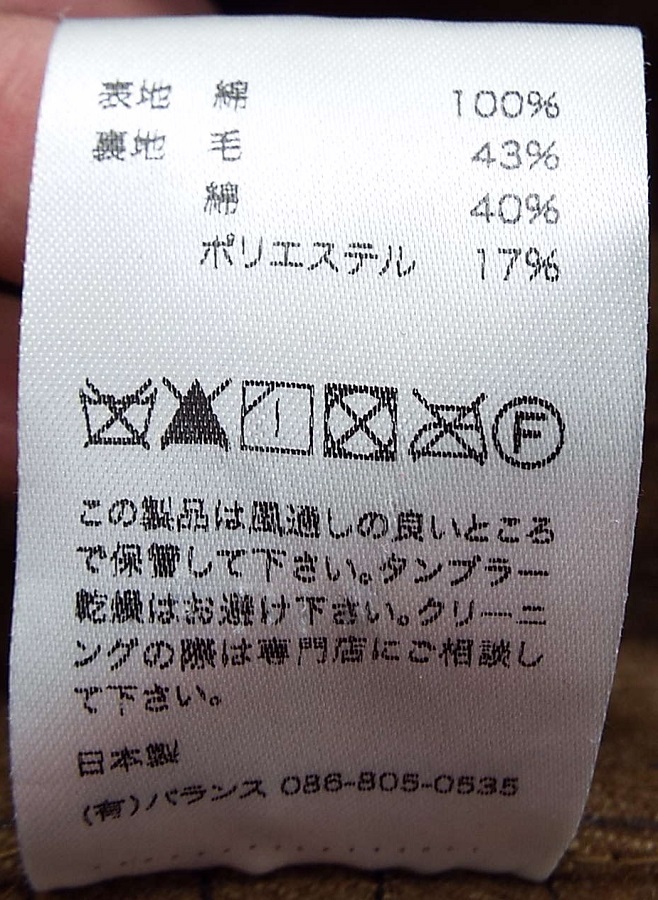 表地 綿 100%
裏地 毛 43%
綿 40%
ポリエステル 17%
F
この製品は風通しの良いところ
で保管して下さい。タンブラー
乾燥はお避け下さい。クリーニ
ングの際は専門店にご相談し
て下さい。
日本製
(有)バランス 086-805-0535